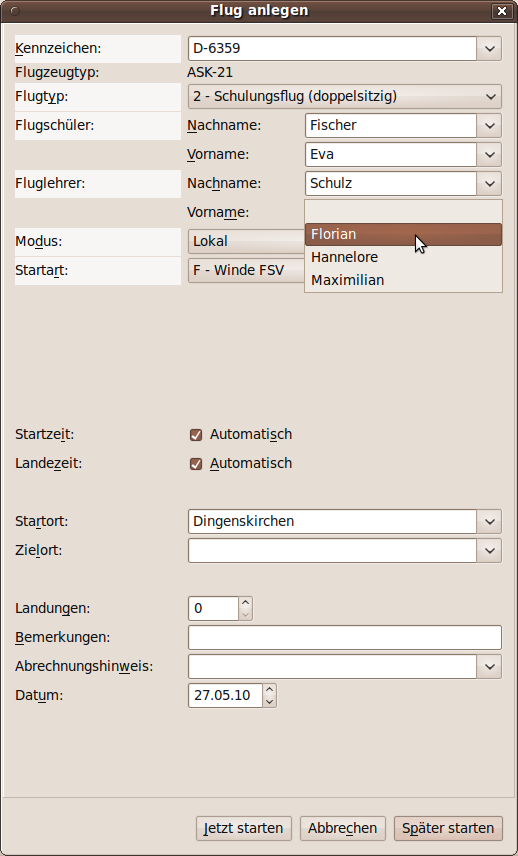 Flug anlegen
Kennzeichen: D-6359
Flugzeugtyp: ASK-21
Flugtyp: 2 - Schulungsflug (doppelsitzig)
Flugschüler: Nachname: Fischer
Vorname: Eva
Fluglehrer: Nachname: Schulz
Vorname:
Florian
Modus: Lokal
Hannelore
Startart: F - Winde FSV
Maximilian
Startzeit: Automatisch
Landezeit: Automatisch
Startort: Dingenskirchen
Zielort:
Landungen: 0
Bemerkungen:
Abrechnungshinweis:
Datum: 27.05.10
Jetzt starten Abbrechen Später starten